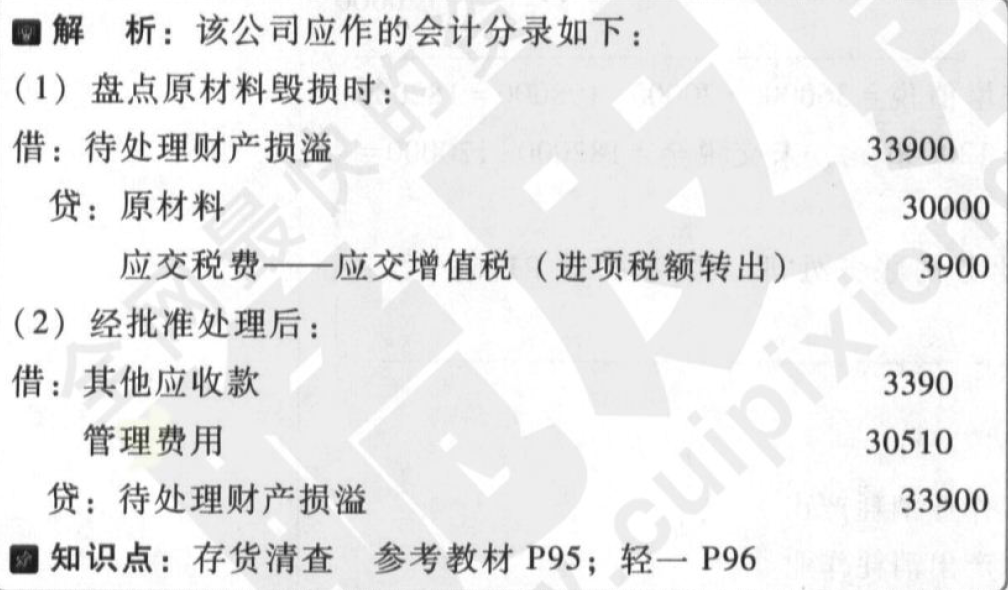 解 析：该公司应作的会计分录如下：
(1) 盘点原材料毁损时：
借：待处理财产损溢 33900
贷：原材料 30000
应交税费——应交增值税（进项税额转出） 3900
(2) 经批准处理后：
借：其他应收款 3390
管理费用 30510
贷：待处理财产损溢 33900
知识点：存货清查 参考教材 P95；轻一 P96